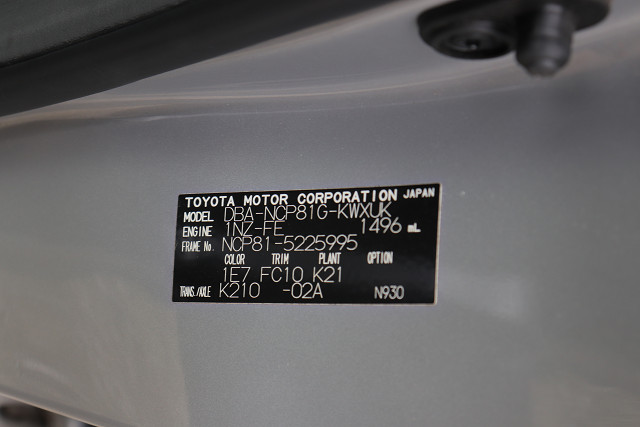 TOYOTA MOTOR CORPORATION JAPAN
MODEL DBA-NCP81G-KWXUK
ENGINE 1NZ-FE 1496 mL
FRAME No. NCP81-5225995
COLOR TRIM PLANT OPTION
1E7 FC10 K21
TRANS./AXLE K210 -02A N930